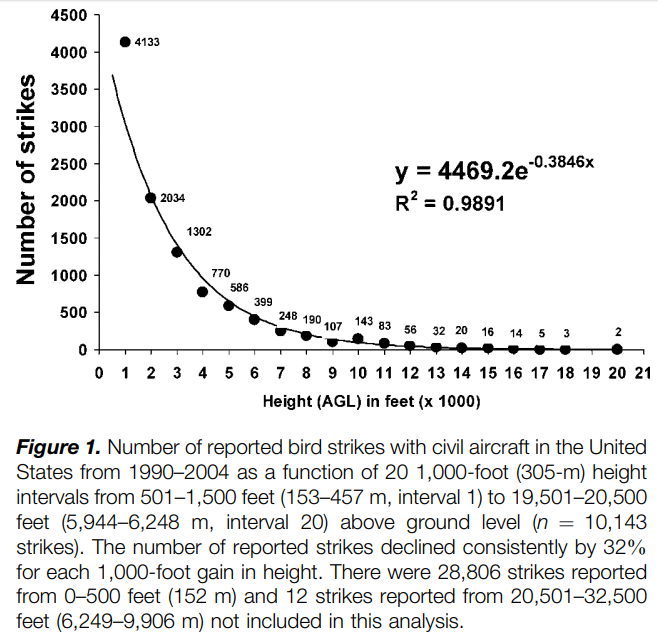 4500
4000
3500
3000
2500
2000
1500
1000
500
0
Number of strikes
4133
2034
1302
770
586
399
248 190 107 143 83 56 32 20 16 14 5 3 2
y = 4469.2e^-0.3846x
R² = 0.9891
0 1 2 3 4 5 6 7 8 9 10 11 12 13 14 15 16 17 18 19 20 21
Height (AGL) in feet (x 1000)
Figure 1. Number of reported bird strikes with civil aircraft in the United
States from 1990–2004 as a function of 20 1,000-foot (305-m) height
intervals from 501–1,500 feet (153–457 m, interval 1) to 19,501–20,500
feet (5,944–6,248 m, interval 20) above ground level (n = 10,143
strikes). The number of reported strikes declined consistently by 32%
for each 1,000-foot gain in height. There were 28,806 strikes reported
from 0–500 feet (152 m) and 12 strikes reported from 20,501–32,500
feet (6,249–9,906 m) not included in this analysis.